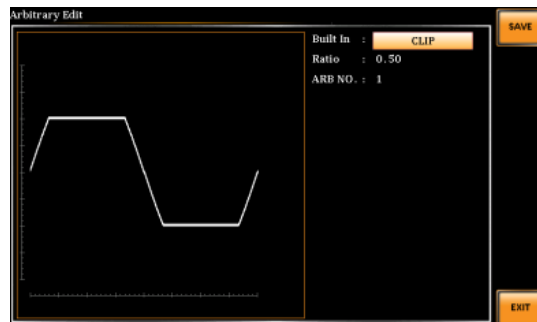 Arbitrary Edit
SAVE
Built In : CLIP
Ratio : 0.50
ARB NO. : 1
EXIT